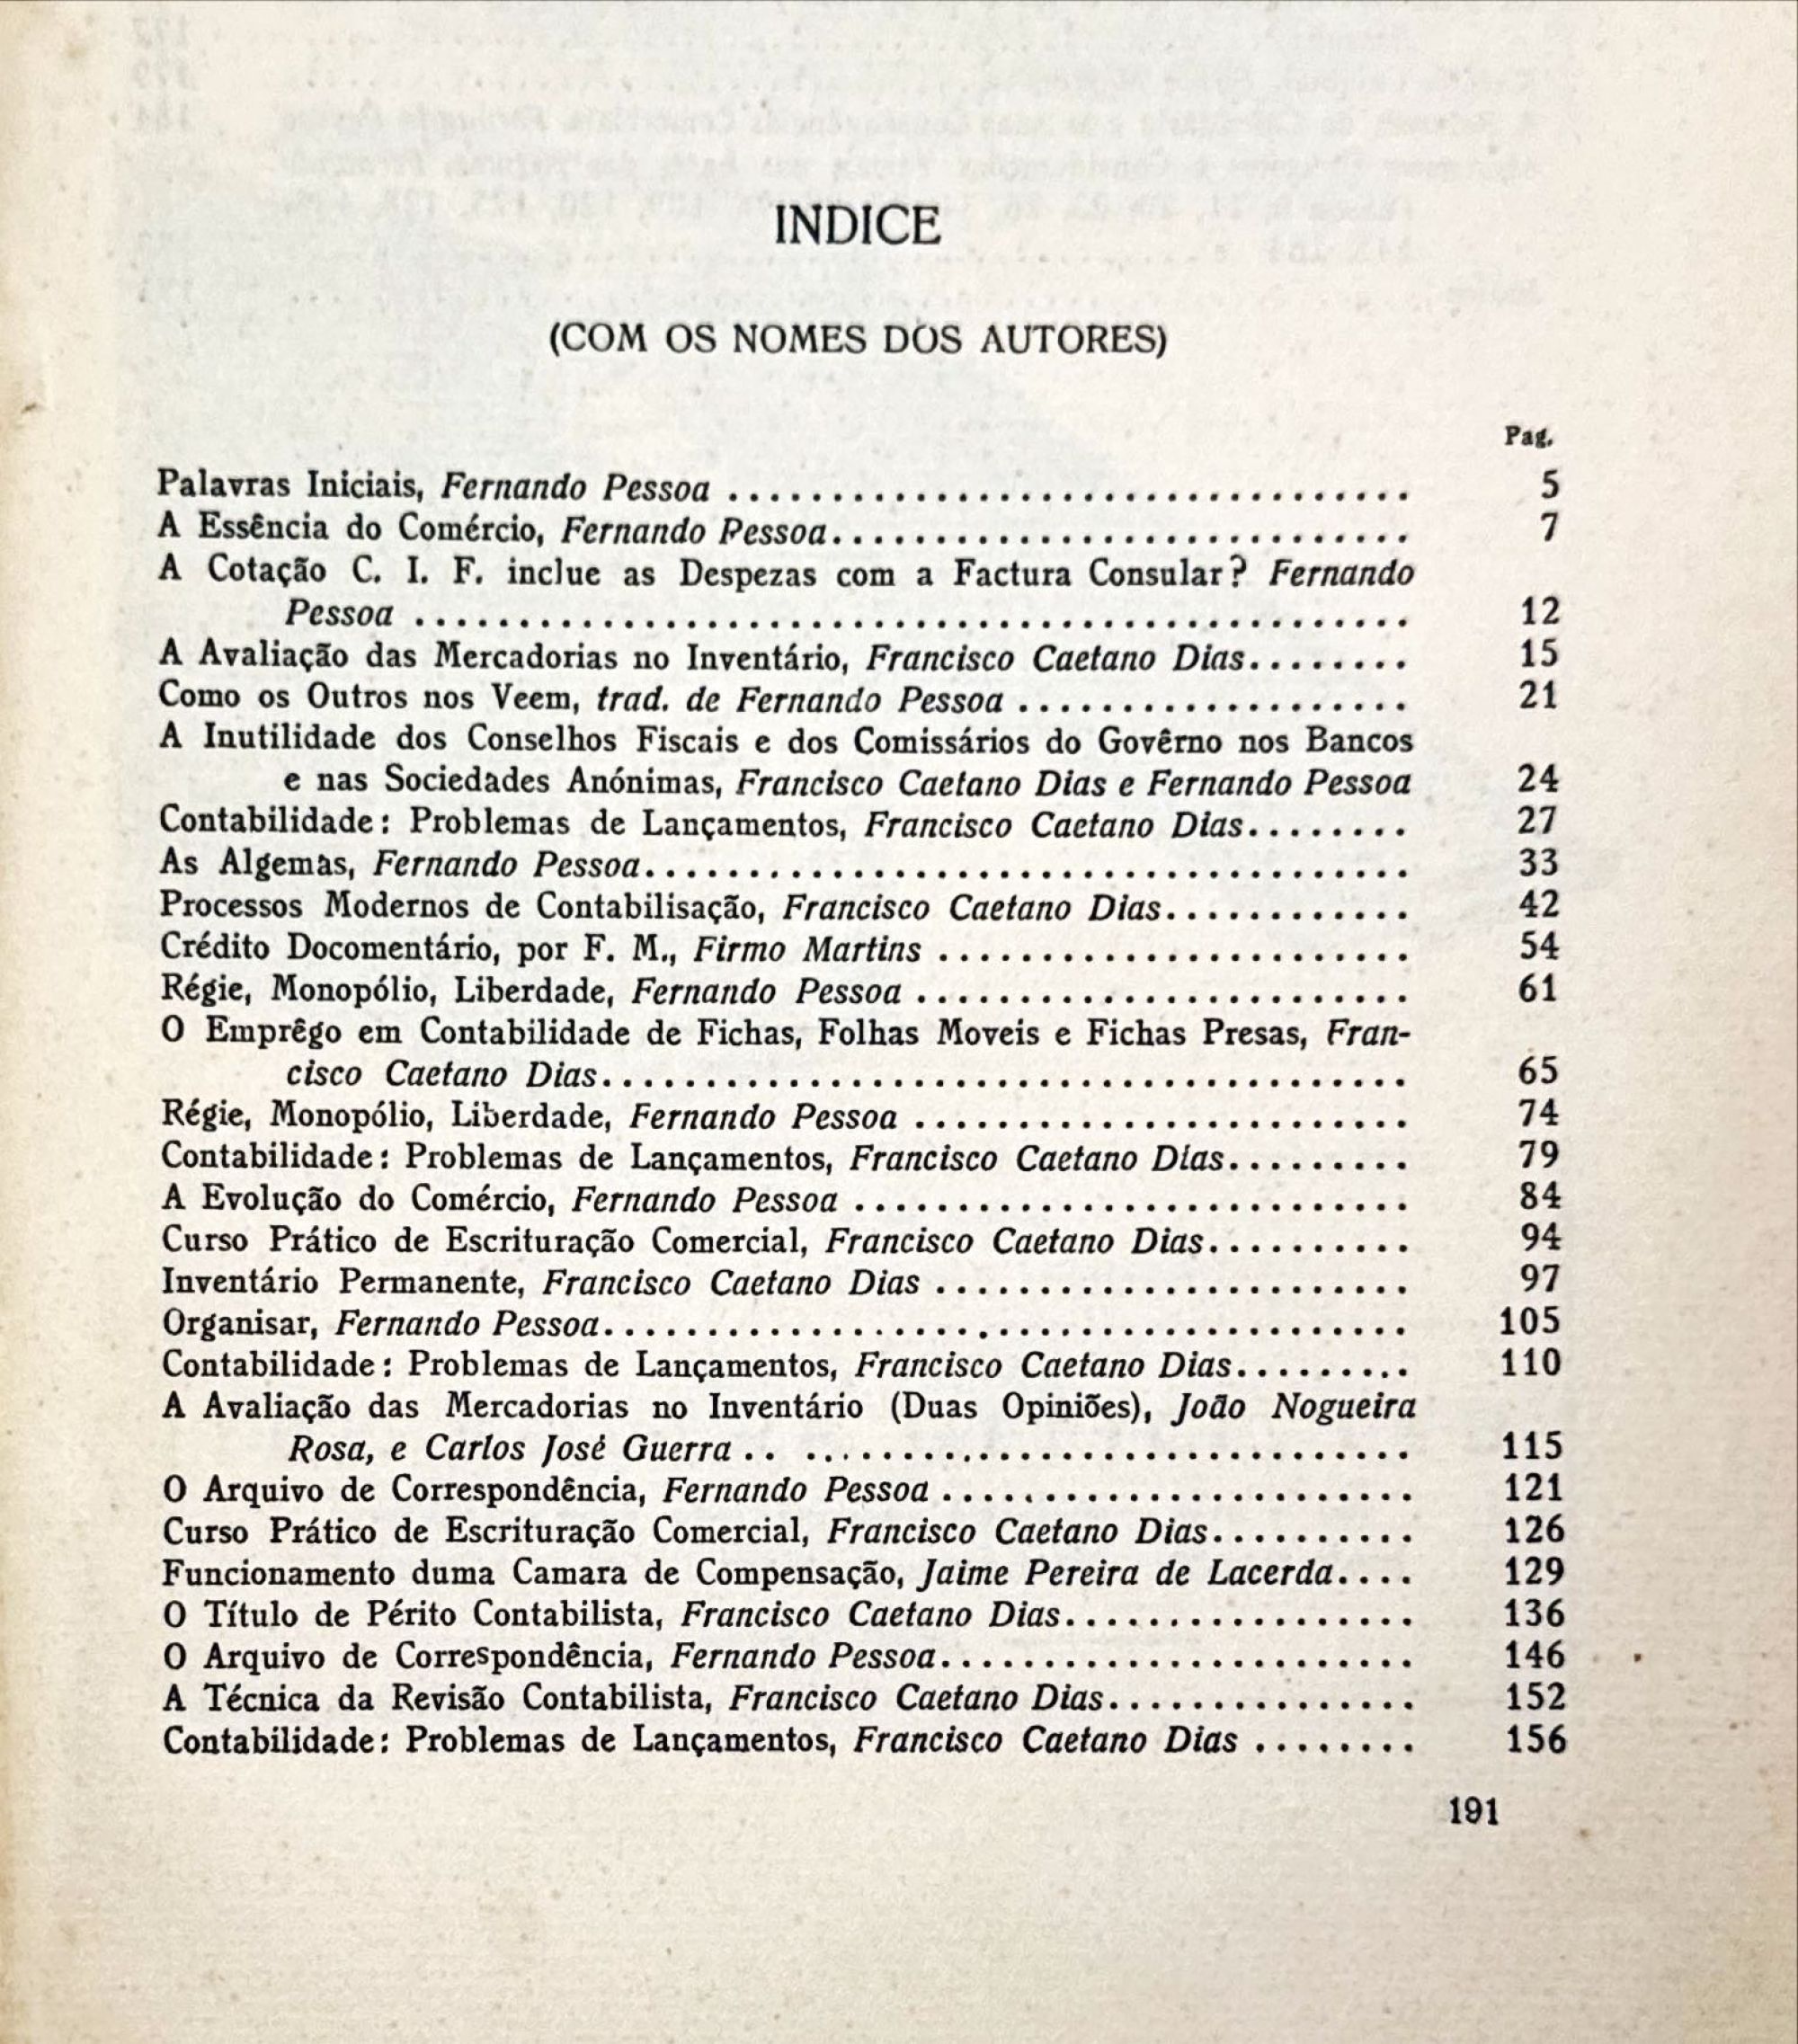 INDICE
(COM OS NOMES DOS AUTORES)
Pag.
Palavras Iniciais, Fernando Pessoa ................................. 5
A Essência do Comércio, Fernando Pessoa............................ 7
A Cotação C. I. F. inclue as Despezas com a Factura Consular? Fernando
Pessoa ................................................ 12
A Avaliação das Mercadorias no Inventário, Francisco Caetano Dias........ 15
Como os Outros nos Veem, trad. de Fernando Pessoa ................... 21
A Inutilidade dos Conselhos Fiscais e dos Comissários do Govêrno nos Bancos
e nas Sociedades Anónimas, Francisco Caetano Dias e Fernando Pessoa 24
Contabilidade: Problemas de Lançamentos, Francisco Caetano Dias........ 27
As Algemas, Fernando Pessoa..................................... 33
Processos Modernos de Contabilisação, Francisco Caetano Dias............ 42
Crédito Docomentário, por F. M., Firmo Martins ....................... 54
Régie, Monopólio, Liberdade, Fernando Pessoa ........................ 61
O Emprêgo em Contabilidade de Fichas, Folhas Moveis e Fichas Presas, Fran-
cisco Caetano Dias....................................... 65
Régie, Monopólio, Liberdade, Fernando Pessoa ........................ 74
Contabilidade: Problemas de Lançamentos, Francisco Caetano Dias......... 79
A Evolução do Comércio, Fernando Pessoa ........................... 84
Curso Prático de Escrituração Comercial, Francisco Caetano Dias.......... 94
Inventário Permanente, Francisco Caetano Dias ....................... 97
Organisar, Fernando Pessoa....................................... 105
Contabilidade: Problemas de Lançamentos, Francisco Caetano Dias......... 110
A Avaliação das Mercadorias no Inventário (Duas Opiniões), João Nogueira
Rosa, e Carlos José Guerra .. ............................. 115
O Arquivo de Correspondência, Fernando Pessoa ....................... 121
Curso Prático de Escrituração Comercial, Francisco Caetano Dias.......... 126
Funcionamento duma Camara de Compensação, Jaime Pereira de Lacerda.... 129
O Título de Périto Contabilista, Francisco Caetano Dias................. 136
O Arquivo de Correspondência, Fernando Pessoa....................... 146
A Técnica da Revisão Contabilista, Francisco Caetano Dias............... 152
Contabilidade: Problemas de Lançamentos, Francisco Caetano Dias ........ 156
191